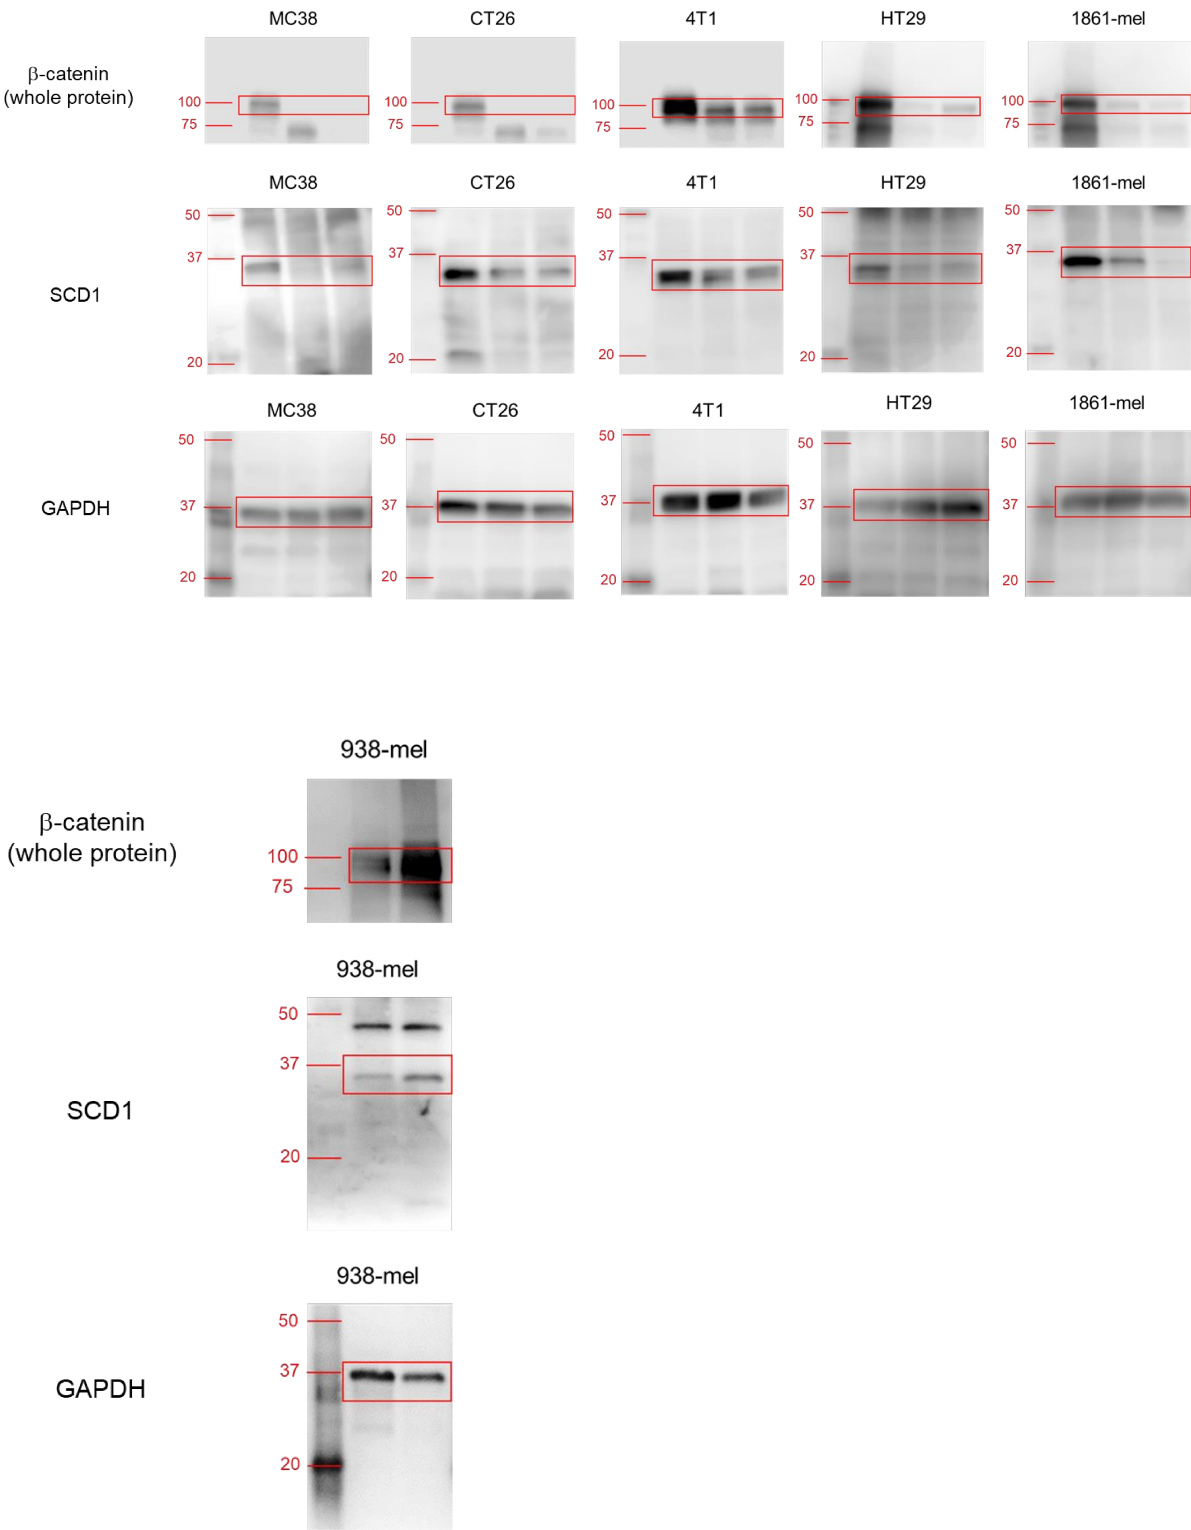 MC38 CT26 4T1 HT29 1861-mel
β-catenin
(whole protein)
100 100 100 100 100
75 75 75 75 75
MC38 CT26 4T1 HT29 1861-mel
50 50 50 50 50
37 37 37 37 37
SCD1
20 20 20 20 20
MC38 CT26 4T1 HT29 1861-mel
50 50 50 50 50
GAPDH
37 37 37 37 37
20 20 20 20 20
938-mel
β-catenin
(whole protein)
100
75
938-mel
50
37
SCD1
20
938-mel
50
37
GAPDH
20